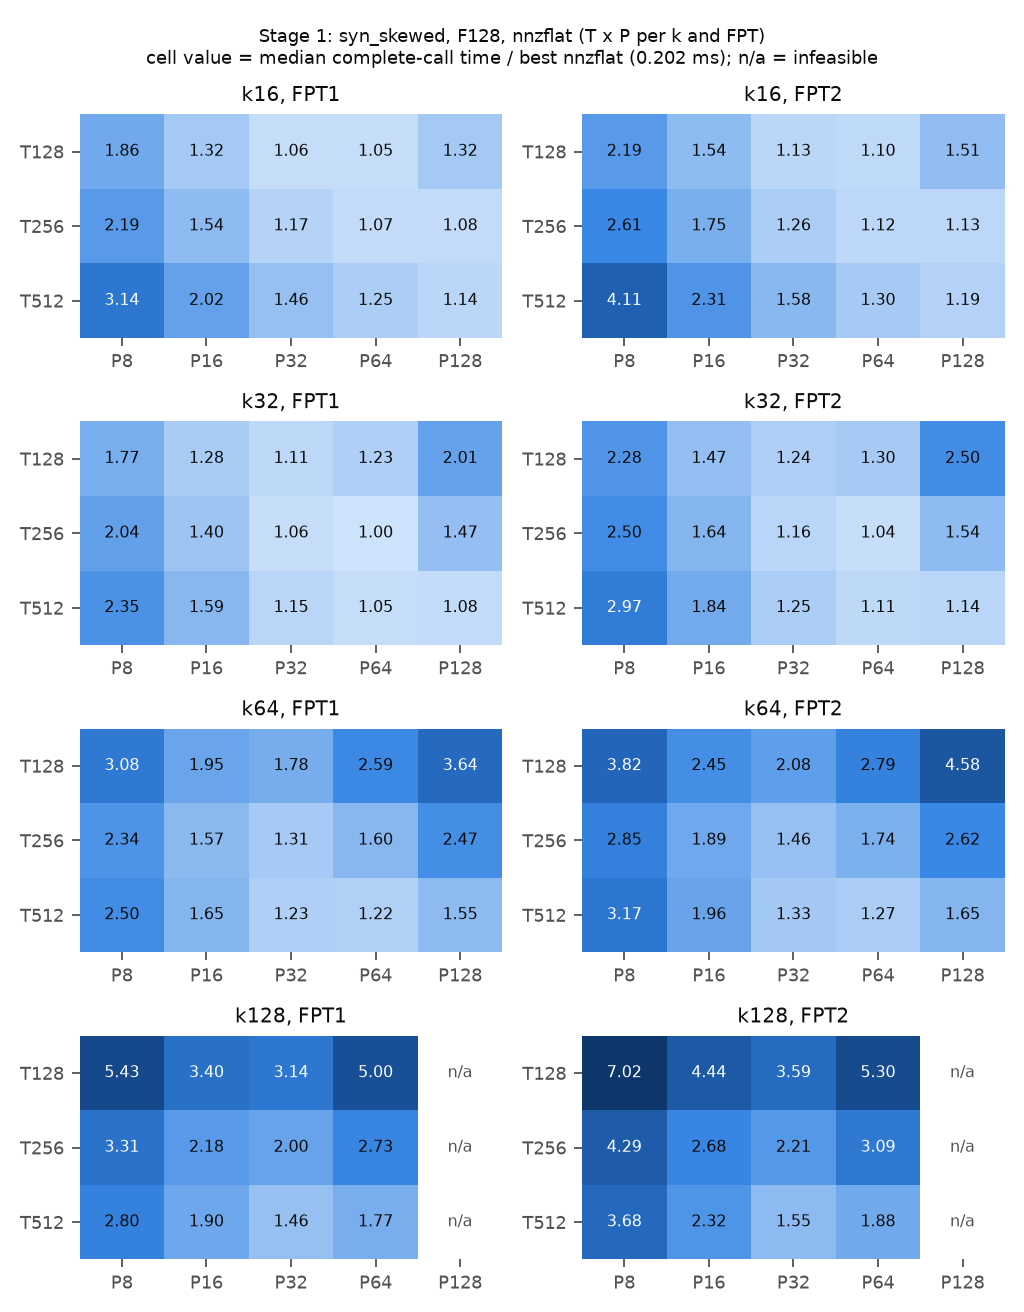 Stage 1: syn_skewed, F128, nnzflat (T x P per k and FPT)
cell value = median complete-call time / best nnzflat (0.202 ms); n/a = infeasible
k16, FPT1
T128 1.86 1.32 1.06 1.05 1.32
T256 2.19 1.54 1.17 1.07 1.08
T512 3.14 2.02 1.46 1.25 1.14
P8 P16 P32 P64 P128
k16, FPT2
T128 2.19 1.54 1.13 1.10 1.51
T256 2.61 1.75 1.26 1.12 1.13
T512 4.11 2.31 1.58 1.30 1.19
P8 P16 P32 P64 P128
k32, FPT1
T128 1.77 1.28 1.11 1.23 2.01
T256 2.04 1.40 1.06 1.00 1.47
T512 2.35 1.59 1.15 1.05 1.08
P8 P16 P32 P64 P128
k32, FPT2
T128 2.28 1.47 1.24 1.30 2.50
T256 2.50 1.64 1.16 1.04 1.54
T512 2.97 1.84 1.25 1.11 1.14
P8 P16 P32 P64 P128
k64, FPT1
T128 3.08 1.95 1.78 2.59 3.64
T256 2.34 1.57 1.31 1.60 2.47
T512 2.50 1.65 1.23 1.22 1.55
P8 P16 P32 P64 P128
k64, FPT2
T128 3.82 2.45 2.08 2.79 4.58
T256 2.85 1.89 1.46 1.74 2.62
T512 3.17 1.96 1.33 1.27 1.65
P8 P16 P32 P64 P128
k128, FPT1
T128 5.43 3.40 3.14 5.00 n/a
T256 3.31 2.18 2.00 2.73 n/a
T512 2.80 1.90 1.46 1.77 n/a
P8 P16 P32 P64 P128
k128, FPT2
T128 7.02 4.44 3.59 5.30 n/a
T256 4.29 2.68 2.21 3.09 n/a
T512 3.68 2.32 1.55 1.88 n/a
P8 P16 P32 P64 P128